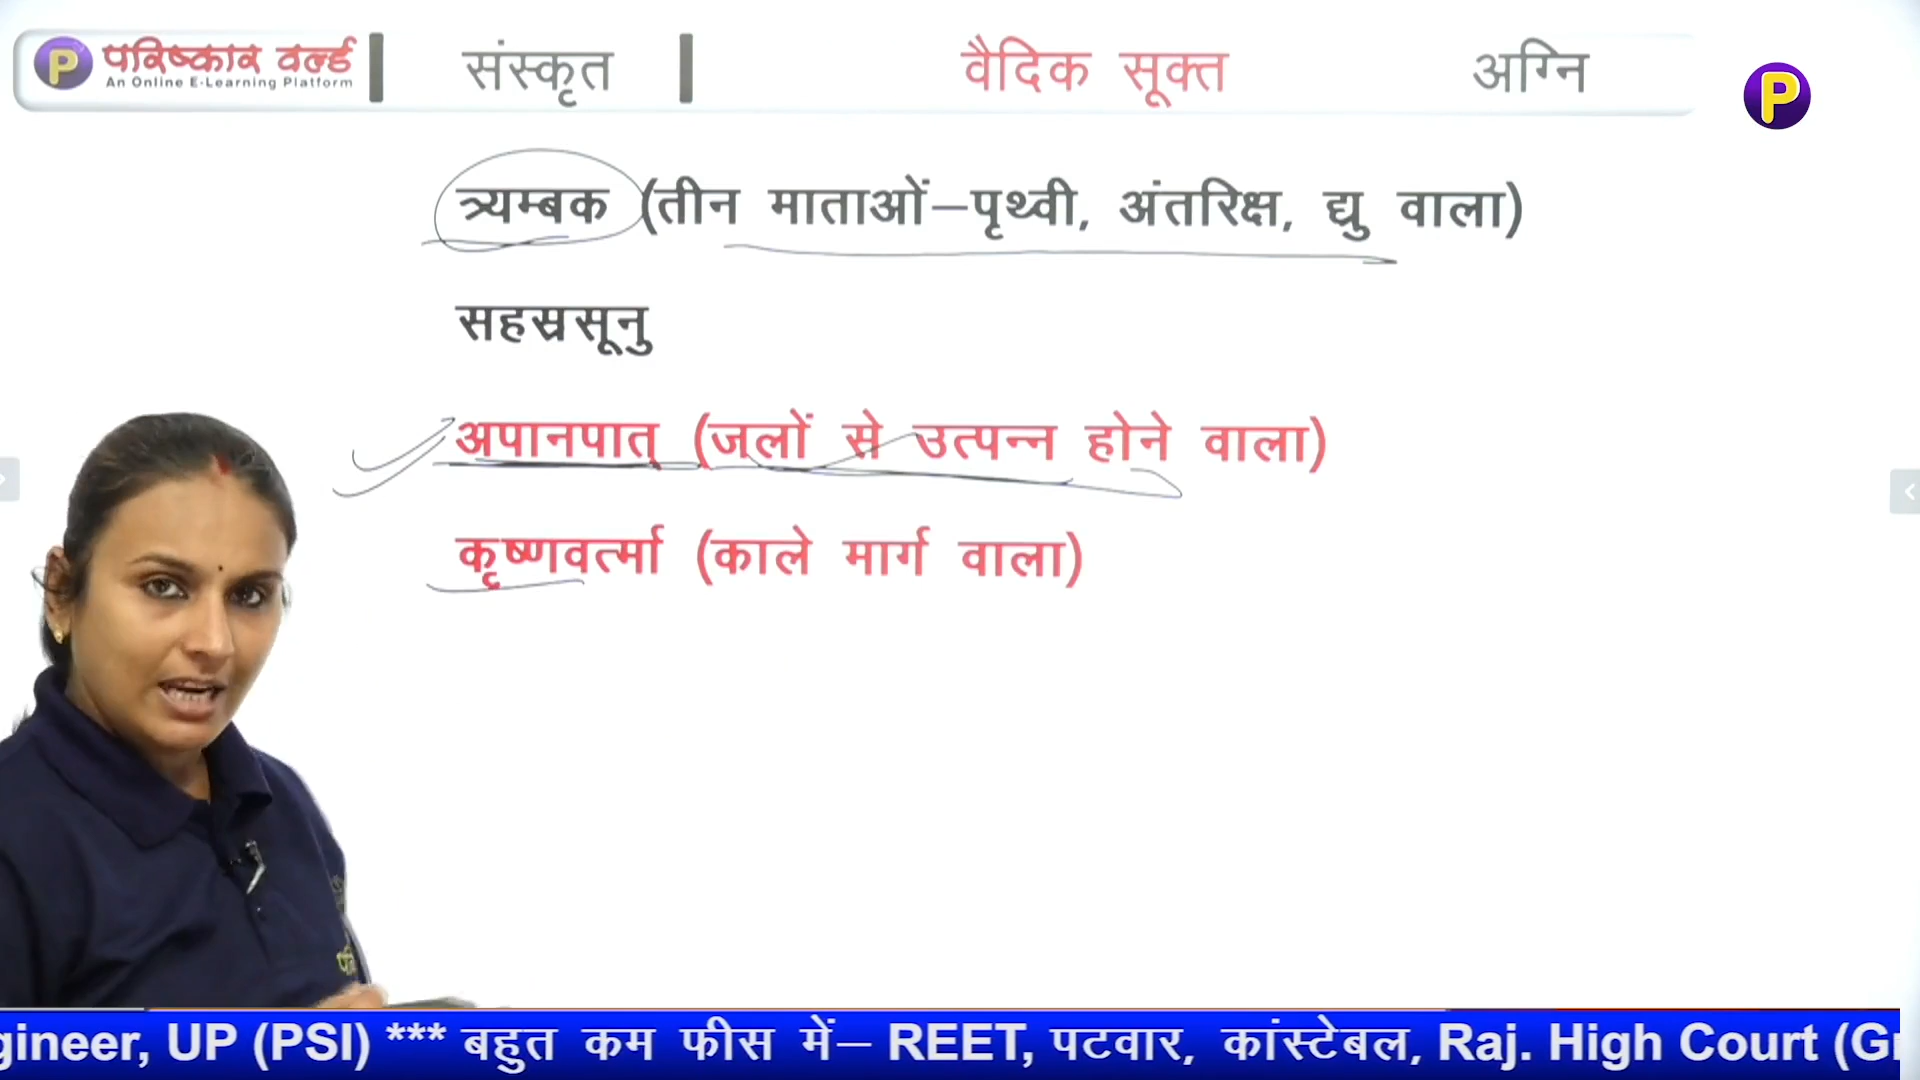 परिष्कार वर्ल्ड
An Online E-Learning Platform
संस्कृत
वैदिक सूक्त
अग्नि
त्र्यम्बक (तीन माताओं–पृथ्वी, अंतरिक्ष, द्यु वाला)
सहस्रसूनु
अपानपात् (जलों से उत्पन्न होने वाला)
कृष्णवर्त्मा (काले मार्ग वाला)
gineer, UP (PSI) *** बहुत कम फीस में– REET, पटवार, कांस्टेबल, Raj. High Court (Gr